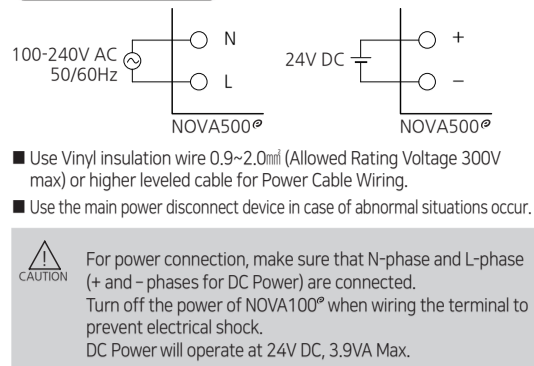 N
100-240V AC
50/60Hz
L
NOVA500e
24V DC
+
–
NOVA500e
■ Use Vinyl insulation wire 0.9~2.0㎟ (Allowed Rating Voltage 300V
max) or higher leveled cable for Power Cable Wiring.
■ Use the main power disconnect device in case of abnormal situations occur.
!
CAUTION
For power connection, make sure that N-phase and L-phase
(+ and – phases for DC Power) are connected.
Turn off the power of NOVA100e when wiring the terminal to
prevent electrical shock.
DC Power will operate at 24V DC, 3.9VA Max.